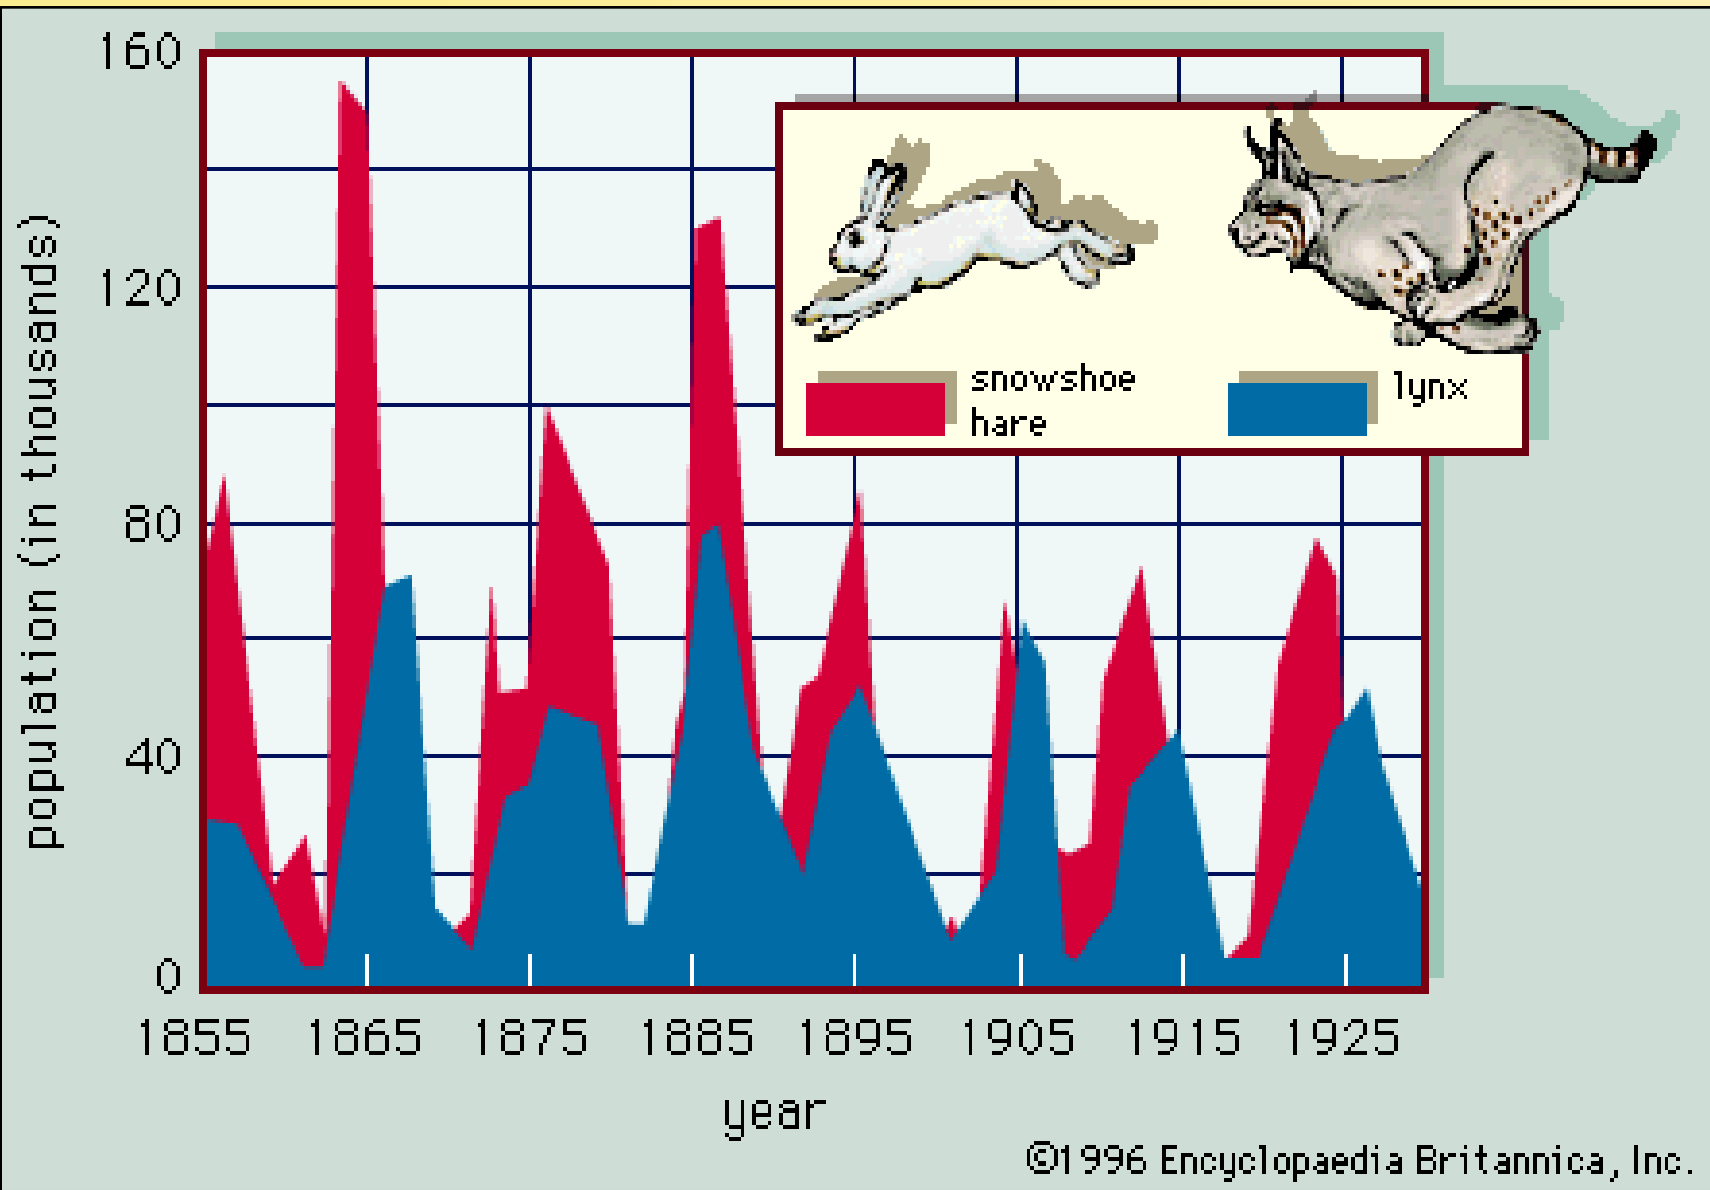 160
120
80
40
0
population (in thousands)
snowshoe
hare
lynx
1855 1865 1875 1885 1895 1905 1915 1925
year
©1996 Encyclopaedia Britannica, Inc.